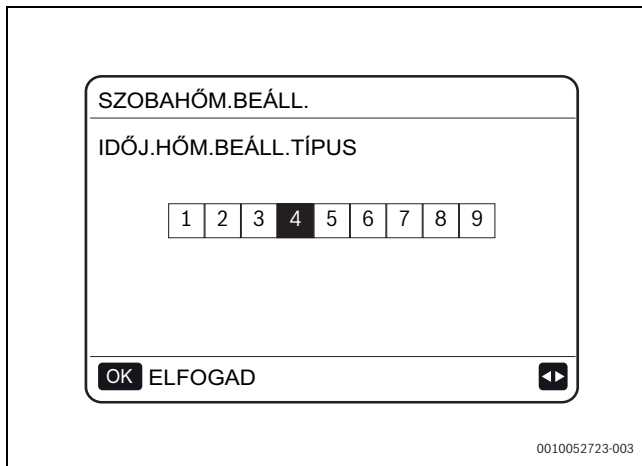 SZOBAHŐM.BEÁLL.
IDŐJ.HŐM.BEÁLL.TÍPUS
1 2 3 4 5 6 7 8 9
OK ELFOGAD
0010052723-003